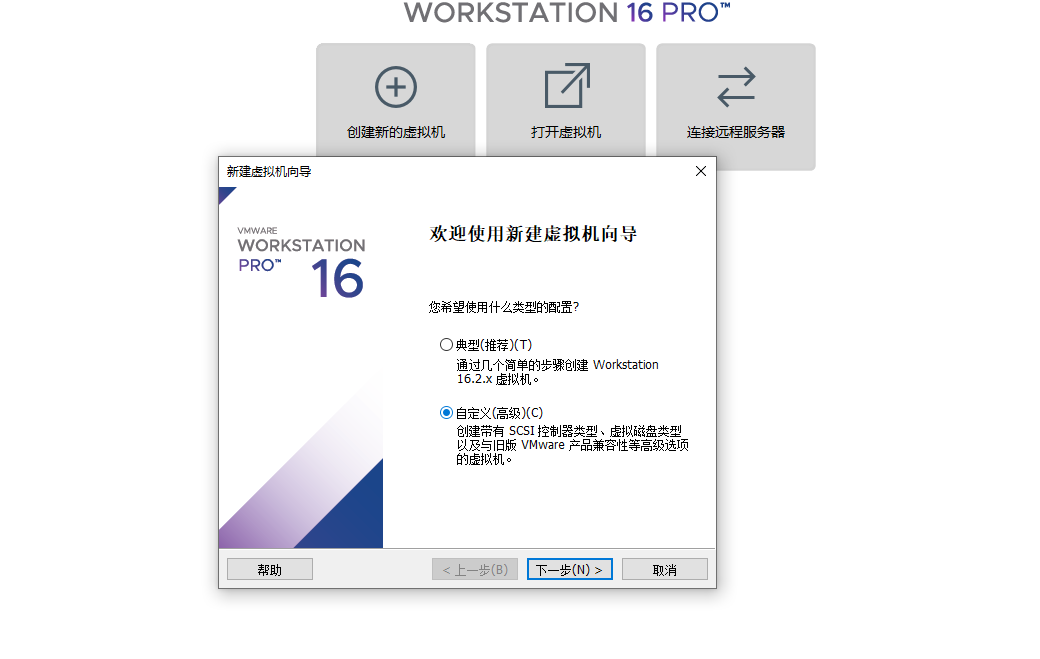 WORKSTATION 16 PRO™
创建新的虚拟机
打开虚拟机
连接远程服务器
新建虚拟机向导
VMWARE
WORKSTATION
PRO™ 16
欢迎使用新建虚拟机向导
您希望使用什么类型的配置?
典型(推荐)(T)
通过几个简单的步骤创建 Workstation
16.2.x 虚拟机。
自定义(高级)(C)
创建带有 SCSI 控制器类型、虚拟磁盘类型
以及与旧版 VMware 产品兼容性等高级选项
的虚拟机。
帮助
< 上一步(B)
下一步(N) >
取消